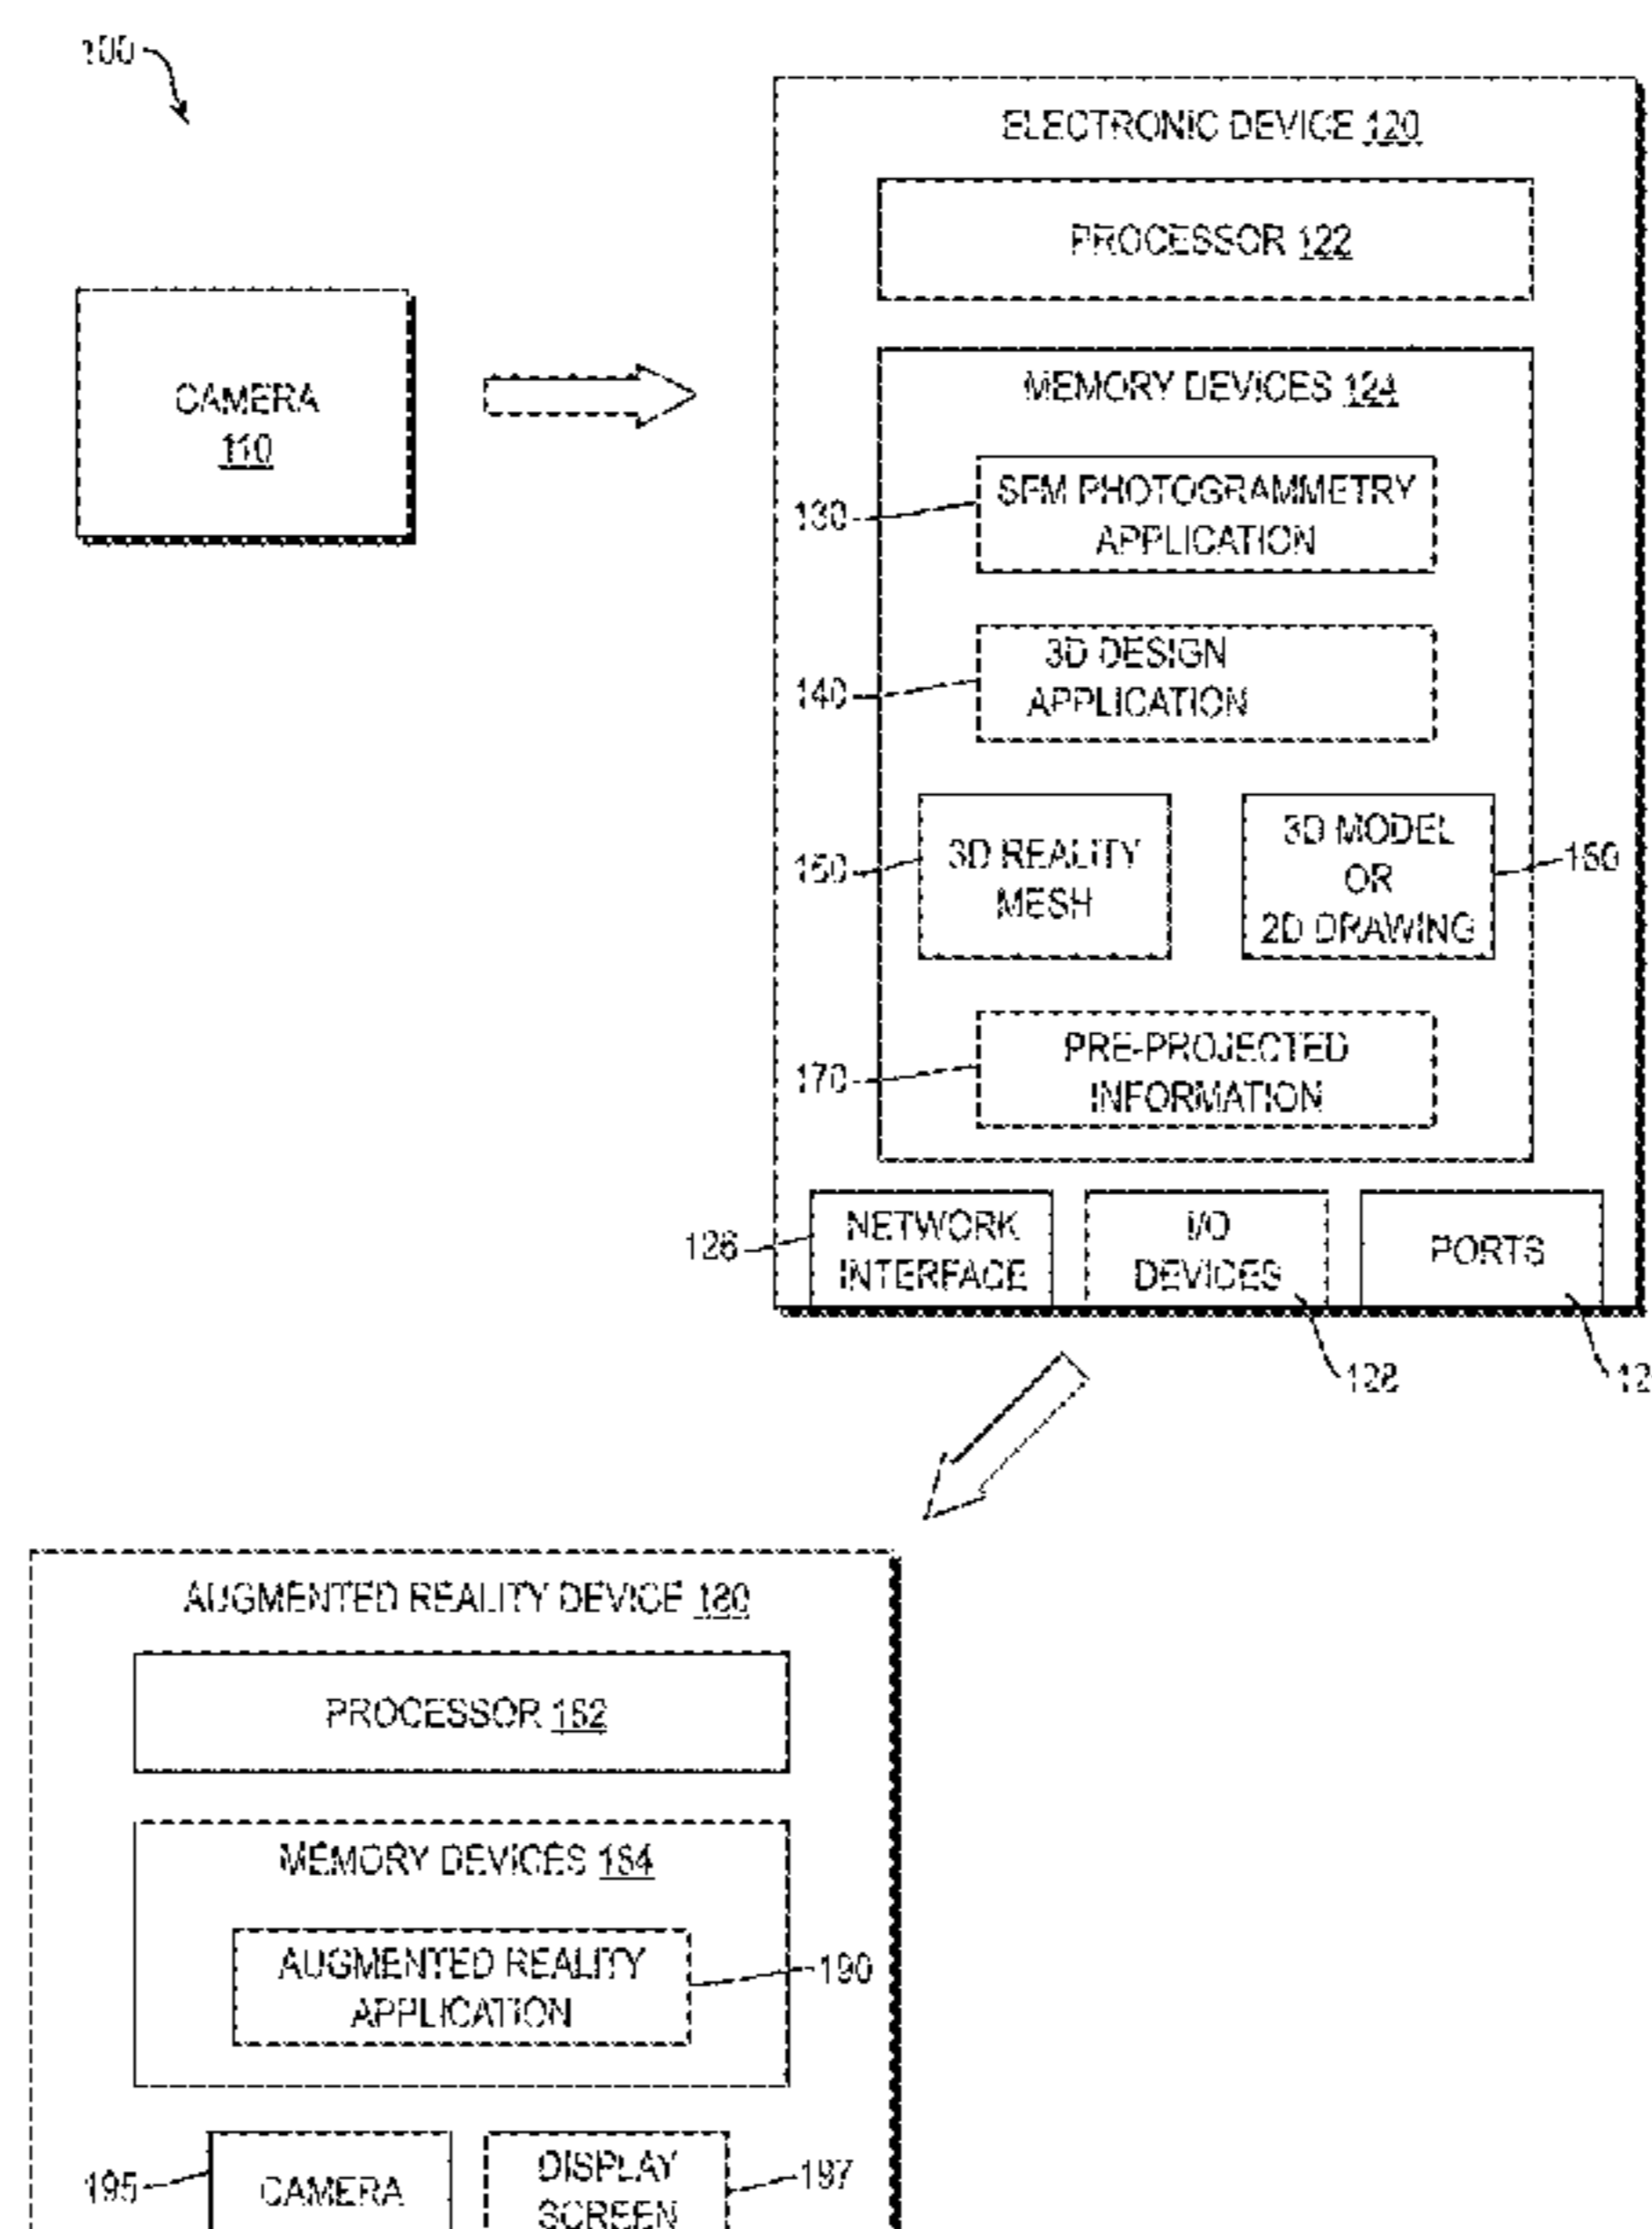 100
ELECTRONIC DEVICE 120
PROCESSOR 122
CAMERA
110
MEMORY DEVICES 124
SFM PHOTOGRAMMETRY
APPLICATION
130
3D DESIGN
APPLICATION
140
3D REALITY
MESH
150
3D MODEL
OR
2D DRAWING
160
PRE-PROJECTED
INFORMATION
170
NETWORK
INTERFACE
126
I/O
DEVICES
PORTS
128
12
AUGMENTED REALITY DEVICE 180
PROCESSOR 182
MEMORY DEVICES 184
AUGMENTED REALITY
APPLICATION
190
195
CAMERA
DISPLAY
SCREEN
197